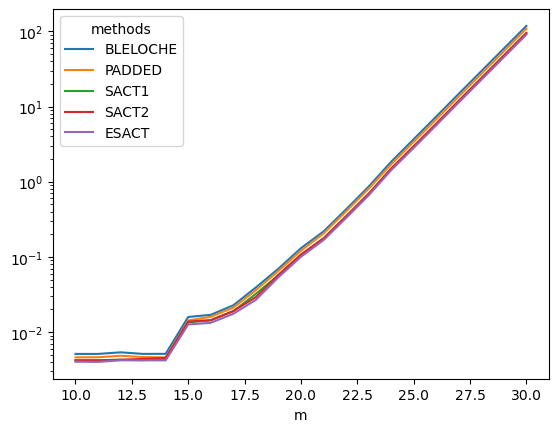 methods
BLELOCHE
PADDED
SACT1
SACT2
ESACT
10²
10¹
10⁰
10⁻¹
10⁻²
10.0 12.5 15.0 17.5 20.0 22.5 25.0 27.5 30.0
m